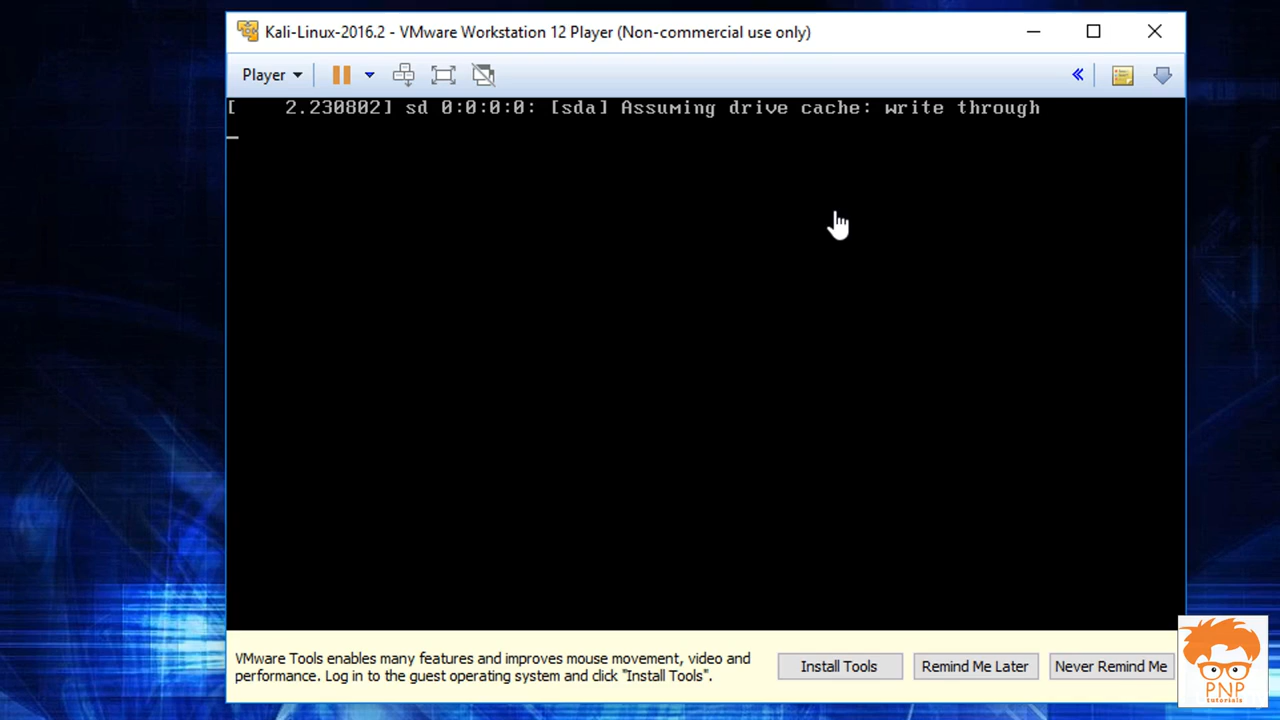 Kali-Linux-2016.2 - VMware Workstation 12 Player (Non-commercial use only)
Player
[    2.230802] sd 0:0:0:0: [sda] Assuming drive cache: write through
VMware Tools enables many features and improves mouse movement, video and
performance. Log in to the guest operating system and click "Install Tools".
Install Tools
Remind Me Later
Never Remind Me
PNP
tutorials